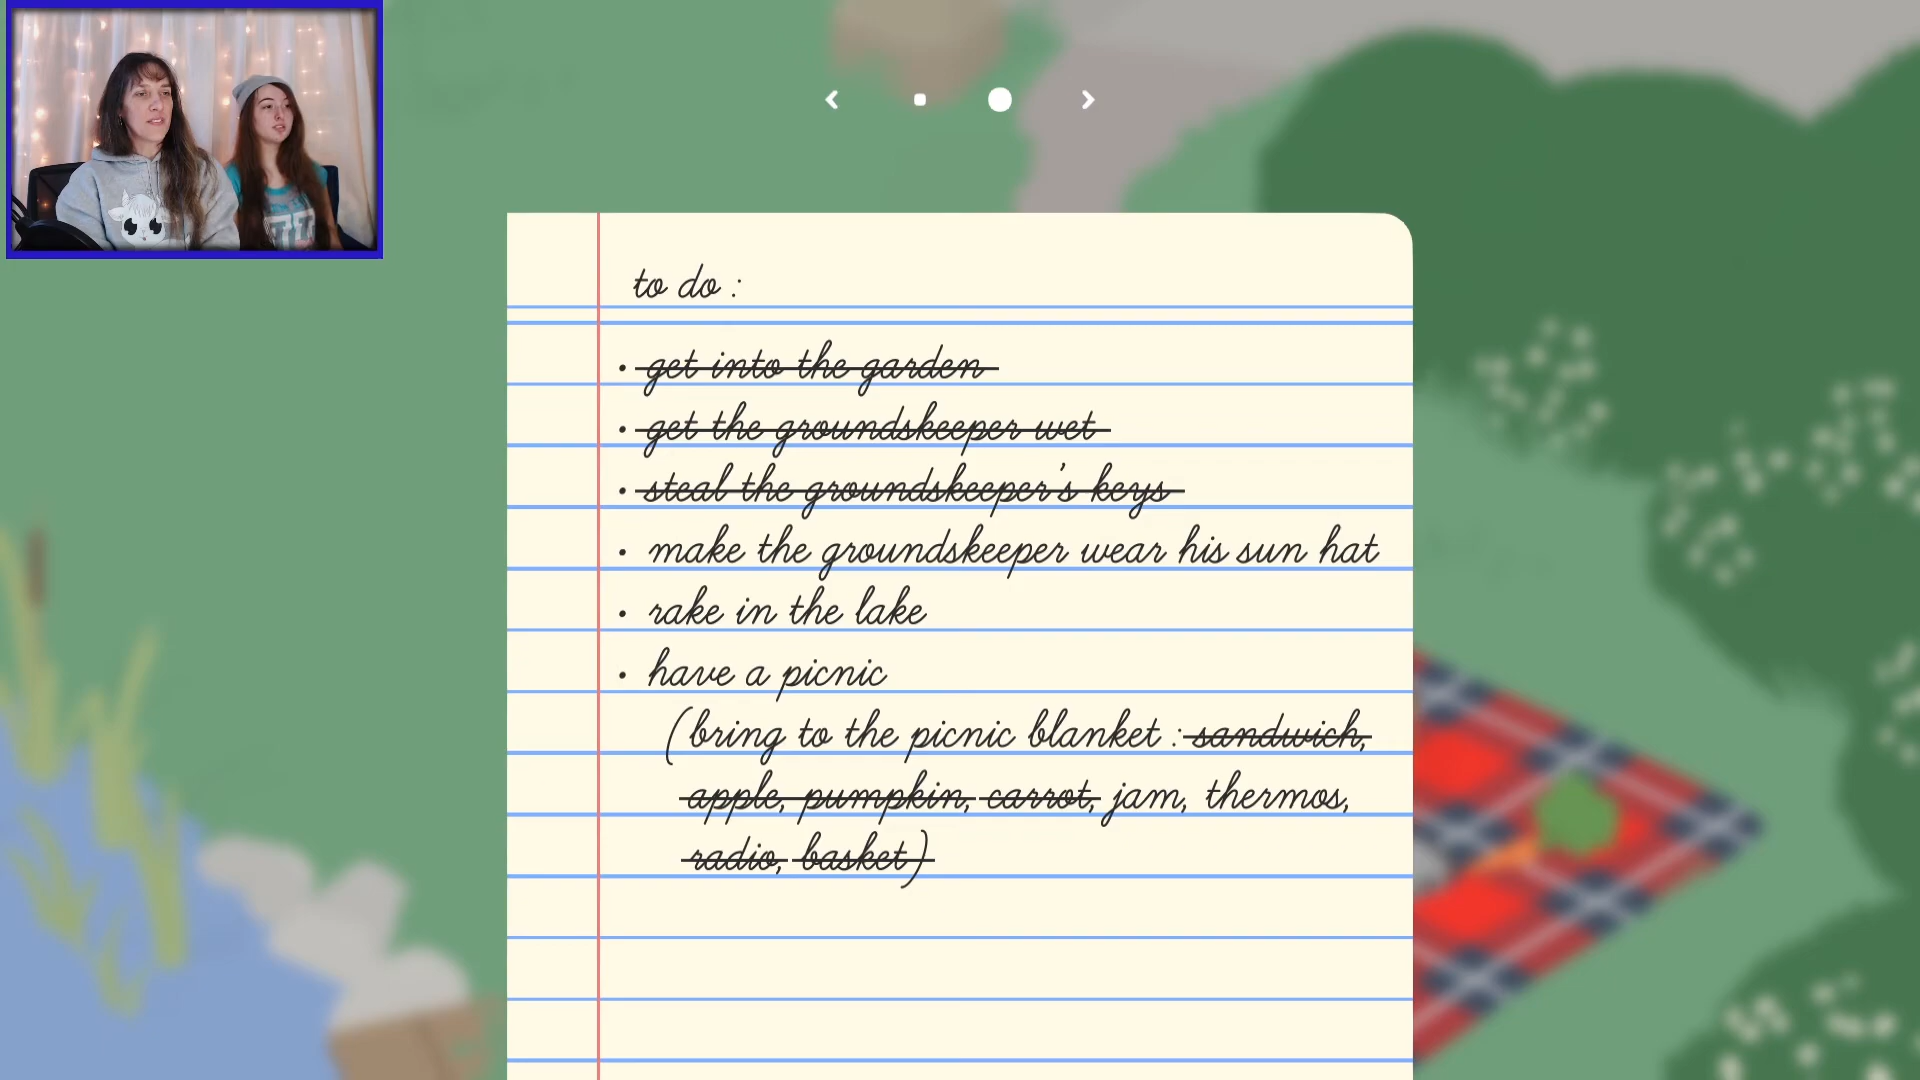 to do :
• get into the garden
• get the groundskeeper wet
• steal the groundskeeper's keys
• make the groundskeeper wear his sun hat
• rake in the lake
• have a picnic
(bring to the picnic blanket : sandwich,
apple, pumpkin, carrot, jam, thermos,
radio, basket)